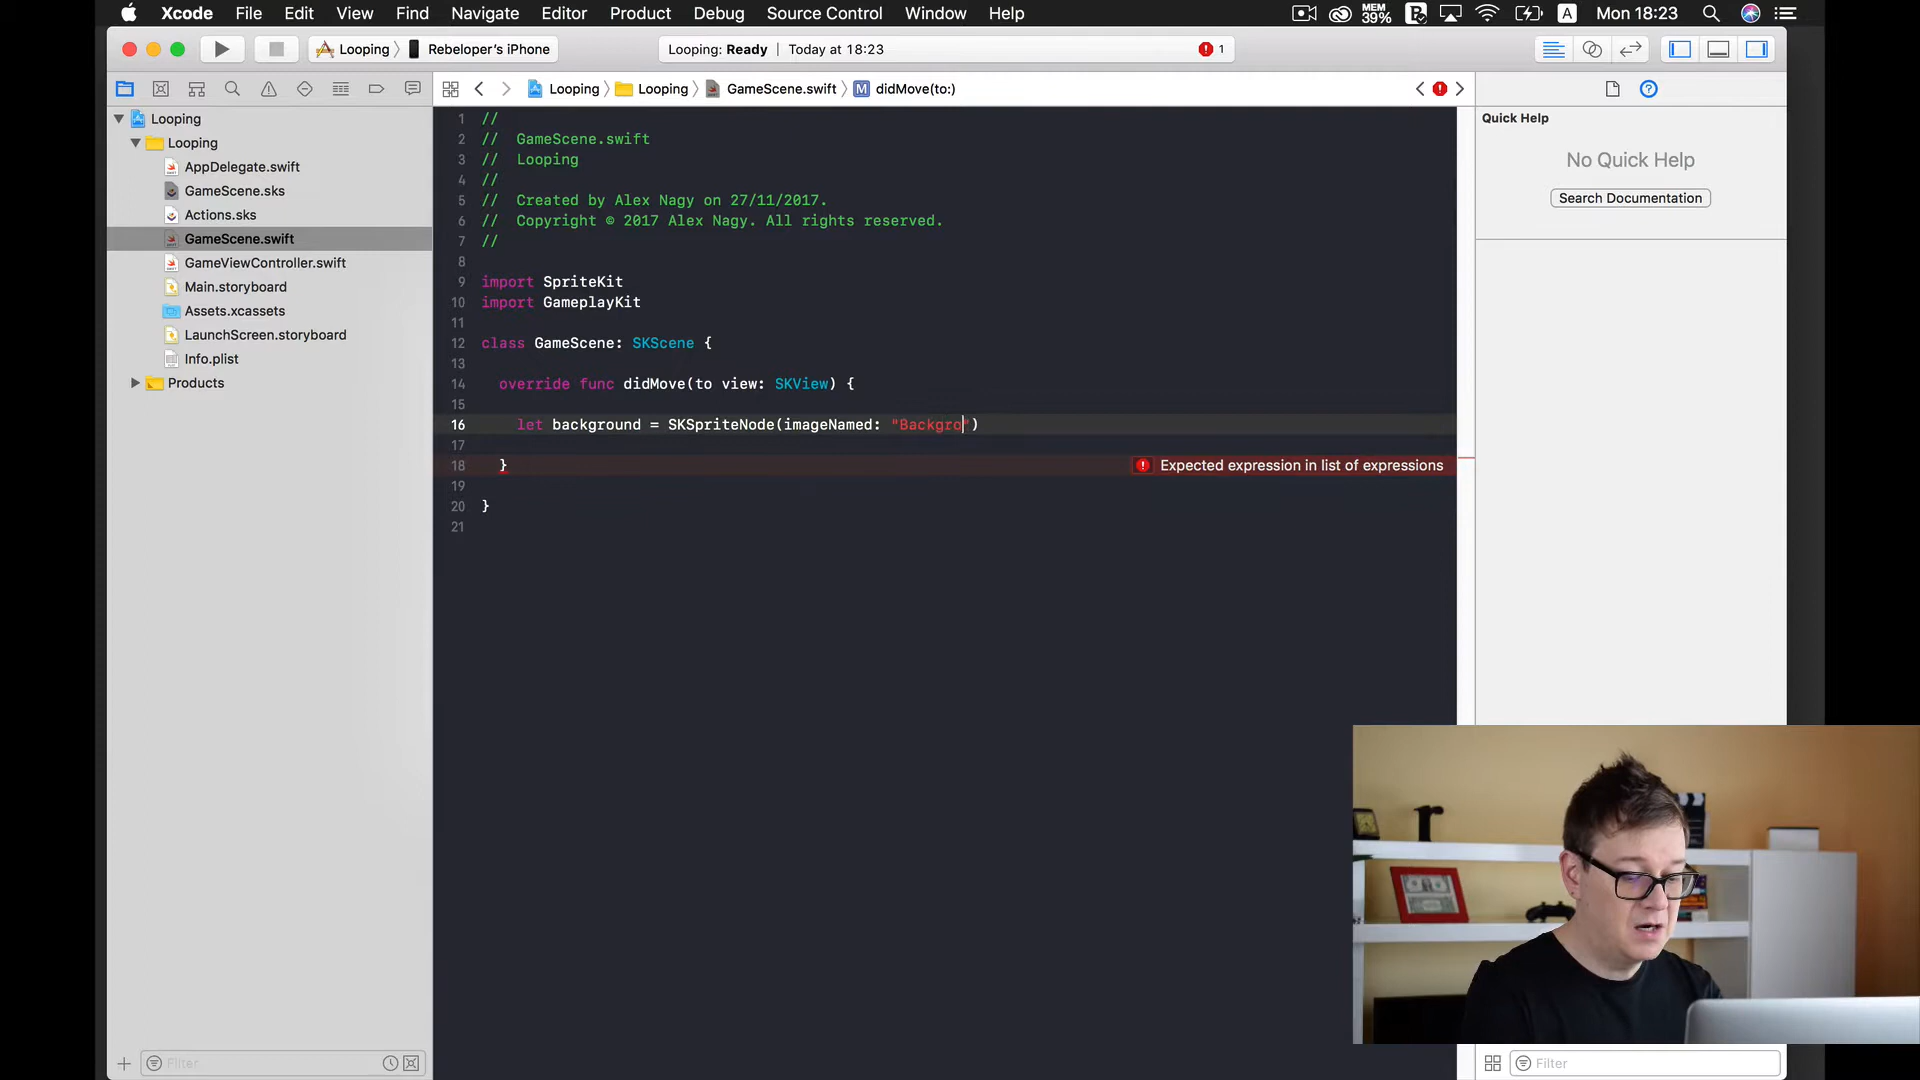 Xcode File Edit View Find Navigate Editor Product Debug Source Control Window Help MEM 39% A Mon 18:23
Looping Rebeloper's iPhone Looping: Ready Today at 18:23 1
Looping Looping GameScene.swift M didMove(to:)
Looping
Looping
AppDelegate.swift
GameScene.sks
Actions.sks
GameScene.swift
GameViewController.swift
Main.storyboard
Assets.xcassets
LaunchScreen.storyboard
Info.plist
Products
Filter
1 //
2 // GameScene.swift
3 // Looping
4 //
5 // Created by Alex Nagy on 27/11/2017.
6 // Copyright © 2017 Alex Nagy. All rights reserved.
7 //
8
9 import SpriteKit
10 import GameplayKit
11
12 class GameScene: SKScene {
13
14 override func didMove(to view: SKView) {
15
16 let background = SKSpriteNode(imageNamed: "Backgro")
17
18 } Expected expression in list of expressions
19
20 }
21
Quick Help
No Quick Help
Search Documentation
Filter